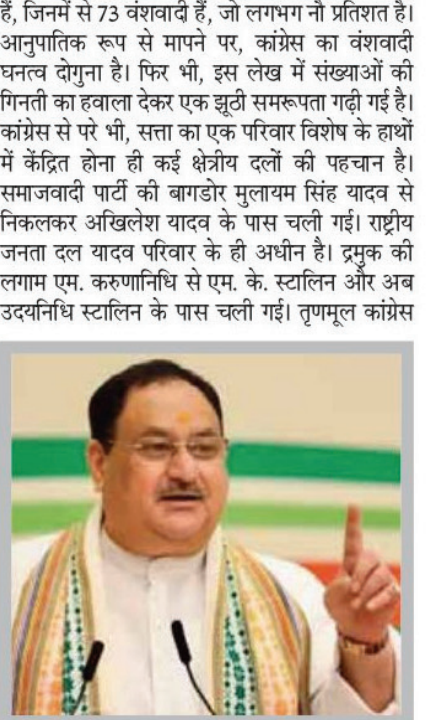 हैं, जिनमें से 73 वंशवादी हैं, जो लगभग नौ प्रतिशत है।
आनुपातिक रूप से मापने पर, कांग्रेस का वंशवादी
घनत्व दोगुना है। फिर भी, इस लेख में संख्याओं की
गिनती का हवाला देकर एक झूठी समरूपता गढ़ी गई है।
कांग्रेस से परे भी, सत्ता का एक परिवार विशेष के हाथों
में केंद्रित होना ही कई क्षेत्रीय दलों की पहचान है।
समाजवादी पार्टी की बागडोर मुलायम सिंह यादव से
निकलकर अखिलेश यादव के पास चली गई। राष्ट्रीय
जनता दल यादव परिवार के ही अधीन है। द्रमुक की
लगाम एम. करुणानिधि से एम. के. स्टालिन और अब
उदयनिधि स्टालिन के पास चली गई। तृणमूल कांग्रेस